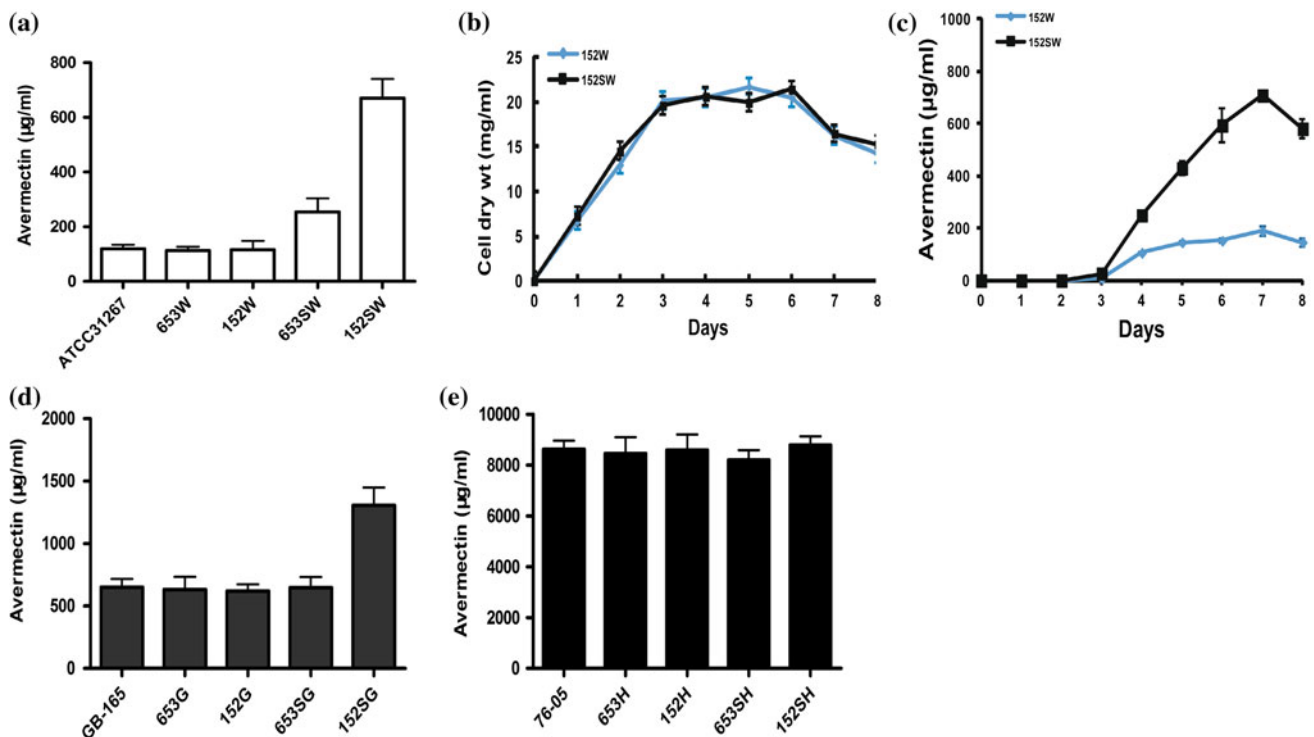 (a)
Avermectin (µg/ml)
800
600
400
200
0
ATCC31267
653W
152W
653SW
152SW
(b)
152W
152SW
Cell dry wt (mg/ml)
25
20
15
10
5
0
0 1 2 3 4 5 6 7 8
Days
(c)
152W
152SW
Avermectin (µg/ml)
1000
800
600
400
200
0
0 1 2 3 4 5 6 7 8
Days
(d)
Avermectin (µg/ml)
2000
1500
1000
500
0
GB-165
653G
152G
653SG
152SG
(e)
Avermectin (µg/ml)
10000
8000
6000
4000
2000
0
76-05
653H
152H
653SH
152SH